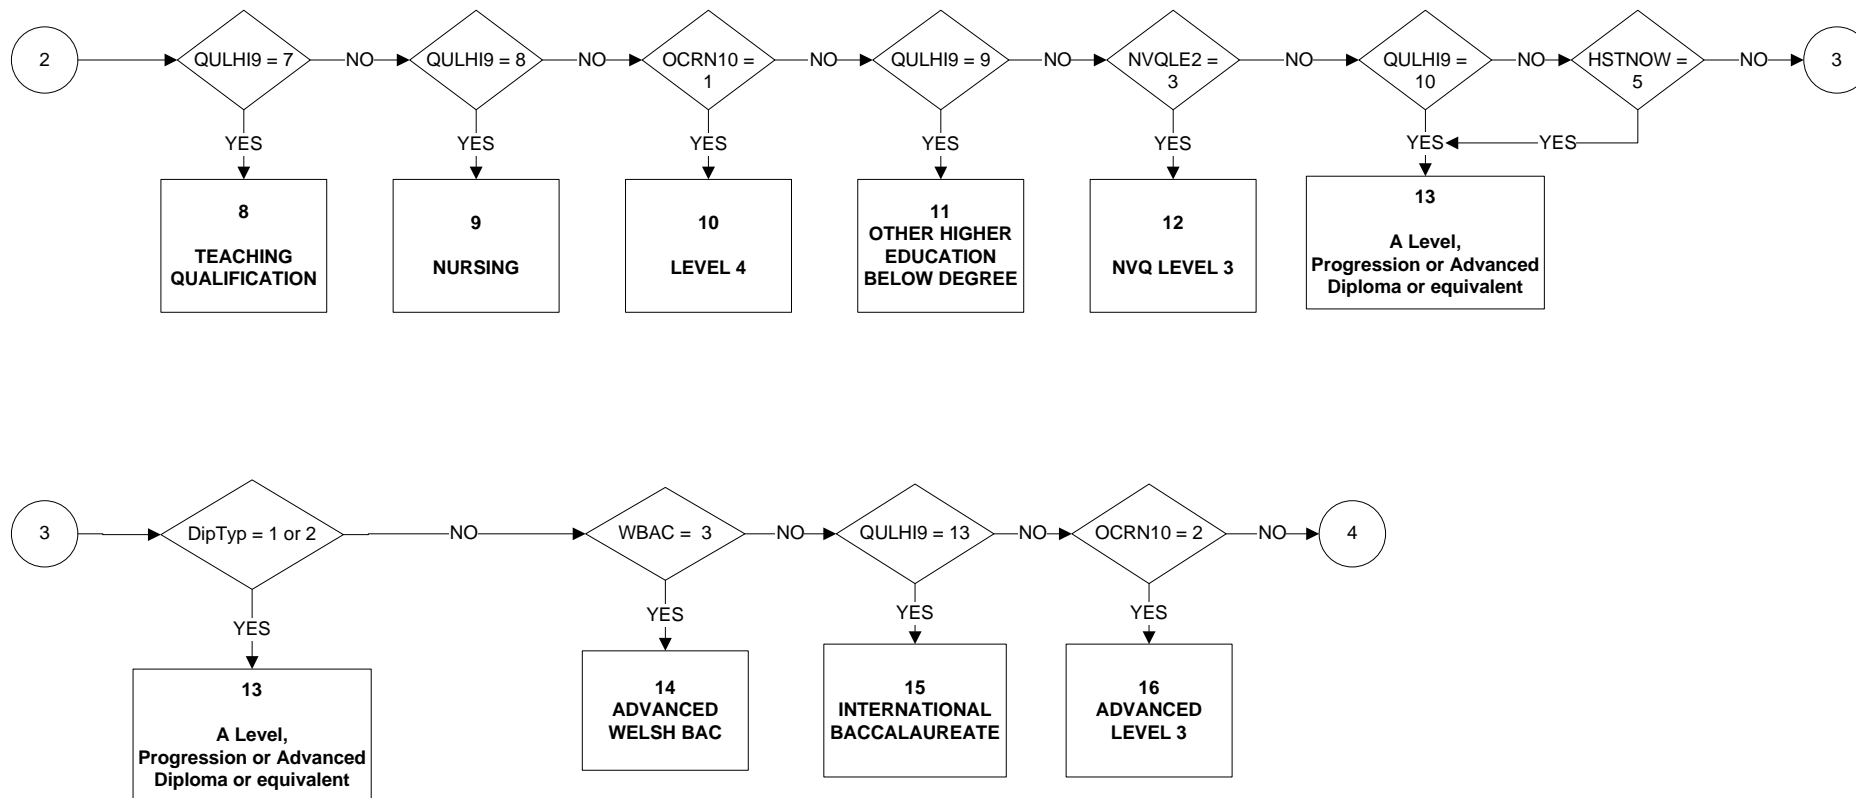 2
QULHI9 = 7
NO
QULHI9 = 8
NO
OCRN10 =
1
NO
QULHI9 = 9
NO
NVQLE2 =
3
NO
QULHI9 =
10
NO
HSTNOW =
5
NO
3
YES
YES
YES
YES
YES
YES
YES
8
TEACHING
QUALIFICATION
9
NURSING
10
LEVEL 4
11
OTHER HIGHER
EDUCATION
BELOW DEGREE
12
NVQ LEVEL 3
13
A Level,
Progression or Advanced
Diploma or equivalent
3
DipTyp = 1 or 2
NO
WBAC = 3
NO
QULHI9 = 13
NO
OCRN10 = 2
NO
4
YES
YES
YES
YES
13
A Level,
Progression or Advanced
Diploma or equivalent
14
ADVANCED
WELSH BAC
15
INTERNATIONAL
BACCALAUREATE
16
ADVANCED
LEVEL 3